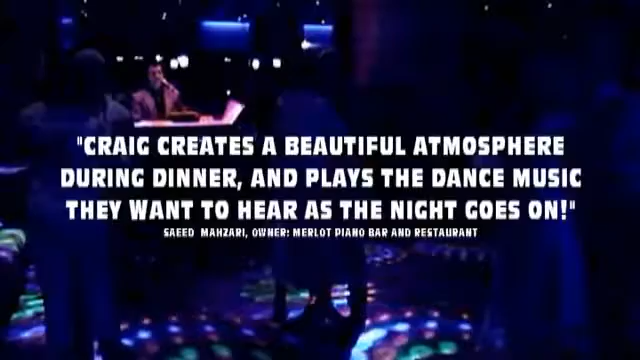 "CRAIG CREATES A BEAUTIFUL ATMOSPHERE
DURING DINNER, AND PLAYS THE DANCE MUSIC
THEY WANT TO HEAR AS THE NIGHT GOES ON!"
SAEED MAHZARI, OWNER: MERLOT PIANO BAR AND RESTAURANT